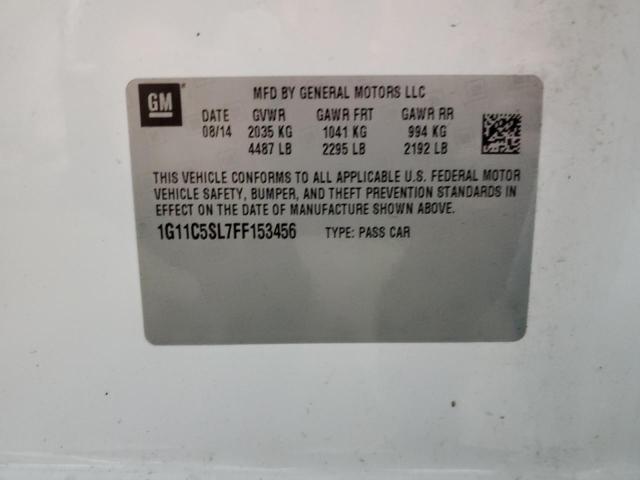 GM
MFD BY GENERAL MOTORS LLC
DATE GVWR GAWR FRT GAWR RR
08/14 2035 KG 1041 KG 994 KG
4487 LB 2295 LB 2192 LB
THIS VEHICLE CONFORMS TO ALL APPLICABLE U.S. FEDERAL MOTOR
VEHICLE SAFETY, BUMPER, AND THEFT PREVENTION STANDARDS IN
EFFECT ON THE DATE OF MANUFACTURE SHOWN ABOVE.
1G11C5SL7FF153456 TYPE: PASS CAR